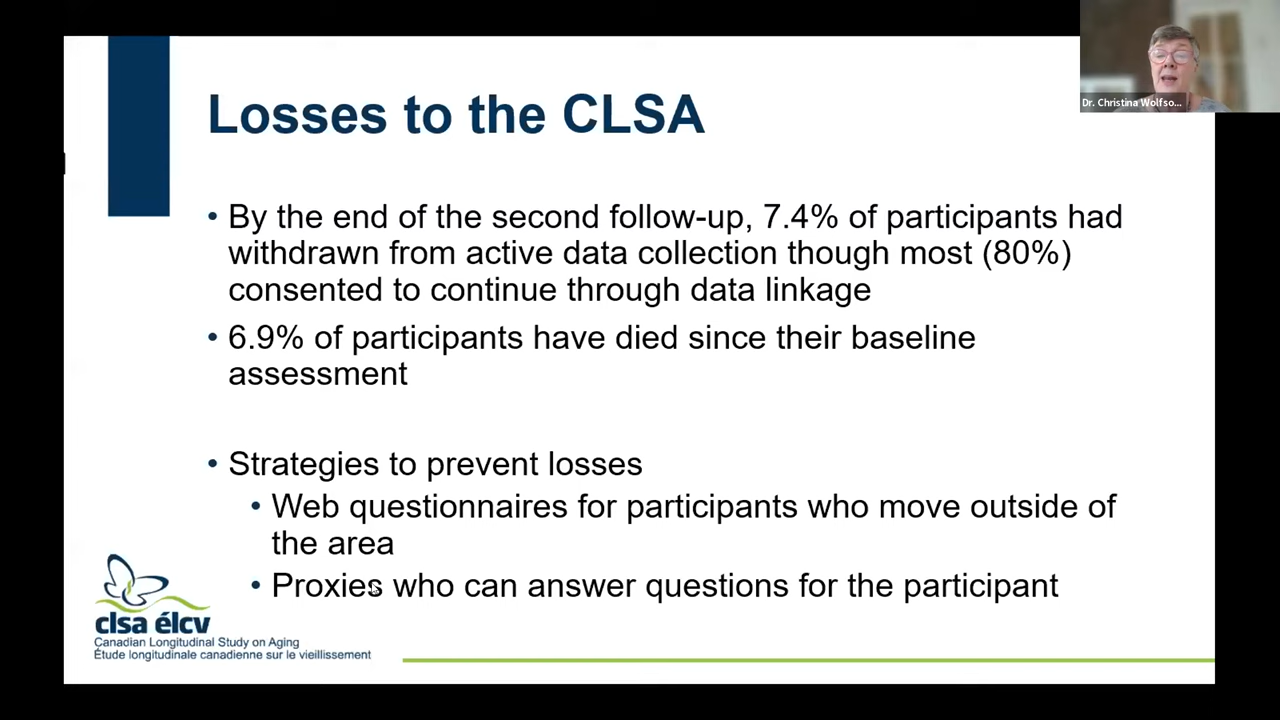 Dr. Christina Wolfso...
Losses to the CLSA
• By the end of the second follow-up, 7.4% of participants had
withdrawn from active data collection though most (80%)
consented to continue through data linkage
• 6.9% of participants have died since their baseline
assessment
• Strategies to prevent losses
• Web questionnaires for participants who move outside of
the area
• Proxies who can answer questions for the participant
clsa élcv
Canadian Longitudinal Study on Aging
Étude longitudinale canadienne sur le vieillissement